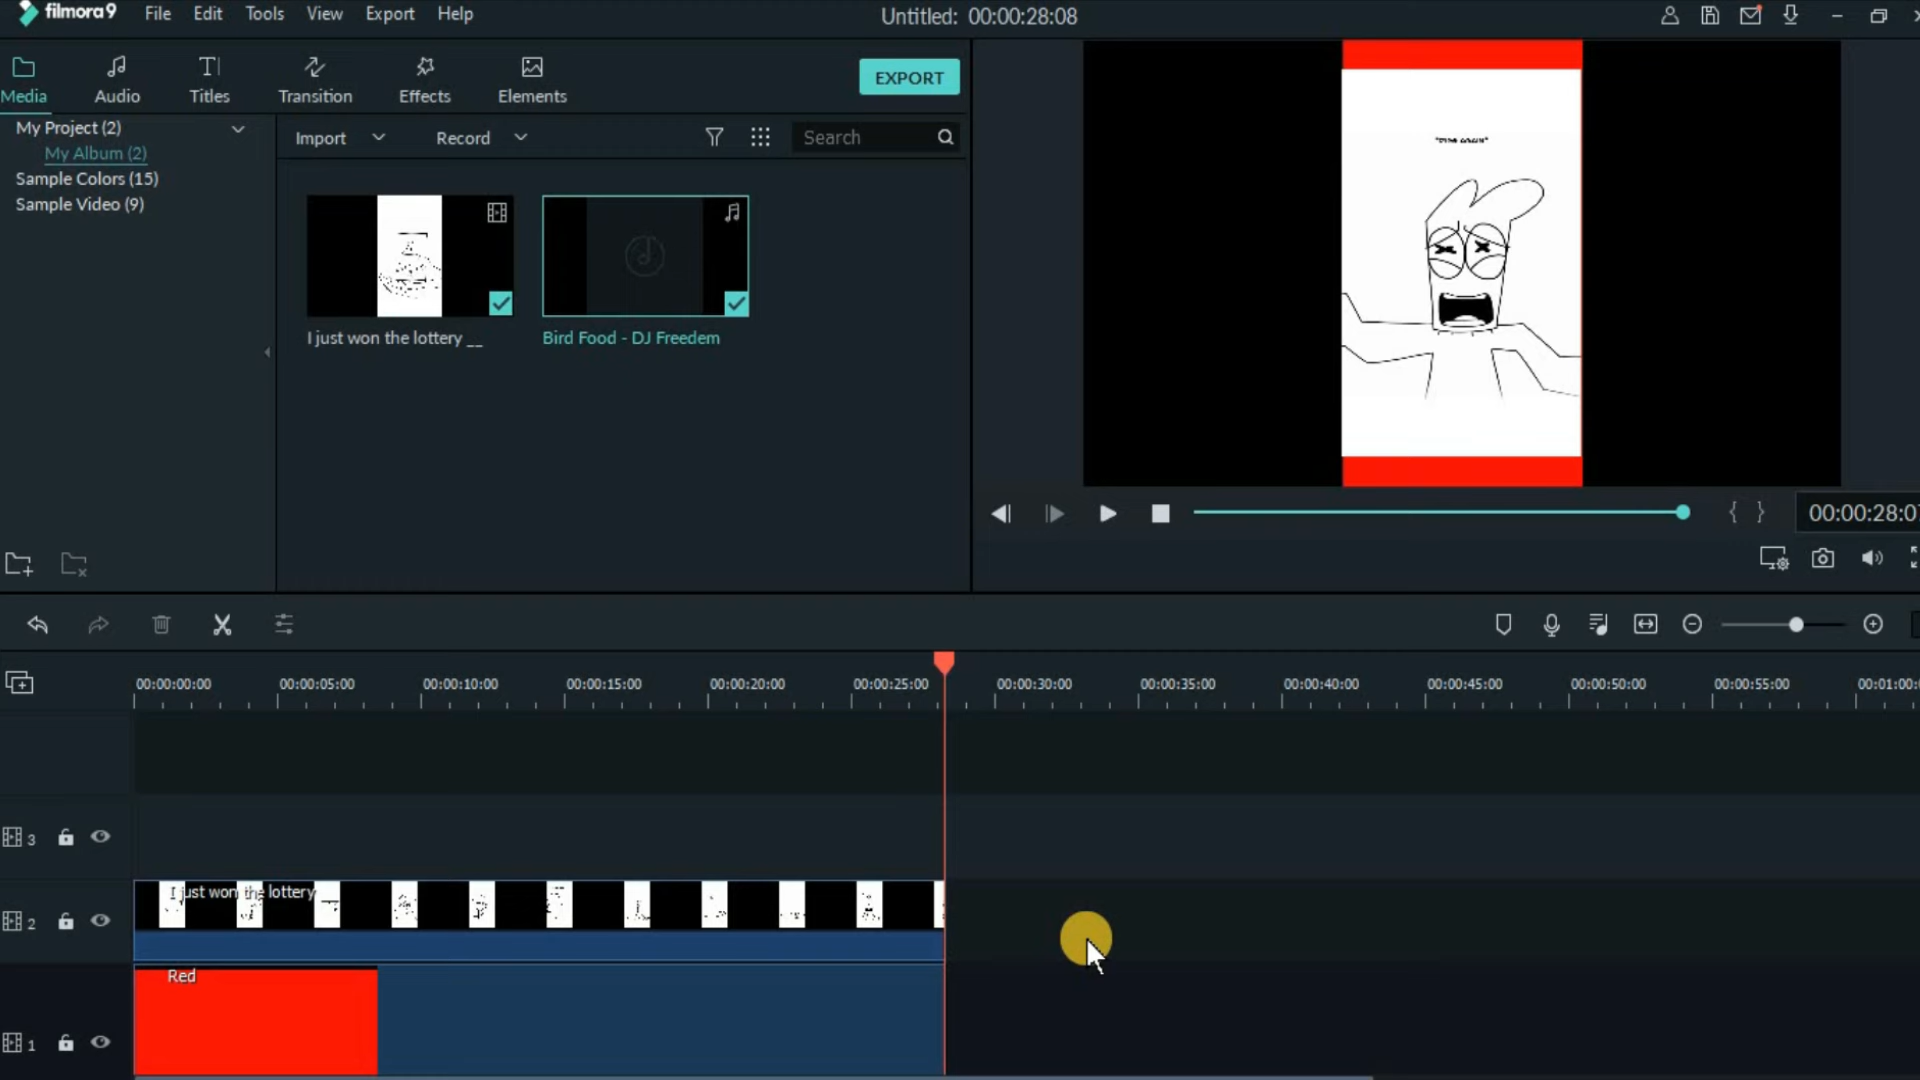 filmora9 File Edit Tools View Export Help
Untitled: 00:00:28:08
Media Audio Titles Transition Effects Elements
EXPORT
My Project (2)
My Album (2)
Sample Colors (15)
Sample Video (9)
Import Record Search
I just won the lottery __
Bird Food - DJ Freedem
00:00:28:0
00:00:00:00 00:00:05:00 00:00:10:00 00:00:15:00 00:00:20:00 00:00:25:00 00:00:30:00 00:00:35:00 00:00:40:00 00:00:45:00 00:00:50:00 00:00:55:00 00:01:00:
3
I just won the lottery
2
Red
1